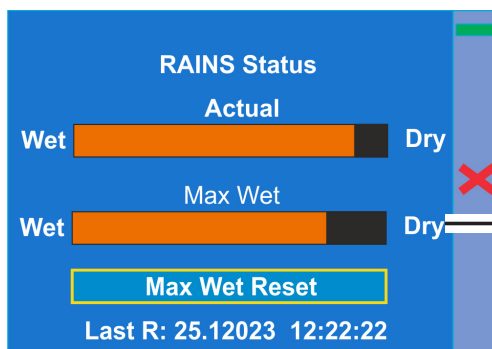 RAINS Status
Actual
Wet Dry
Max Wet
Wet Dry
Max Wet Reset
Last R: 25.12023 12:22:22